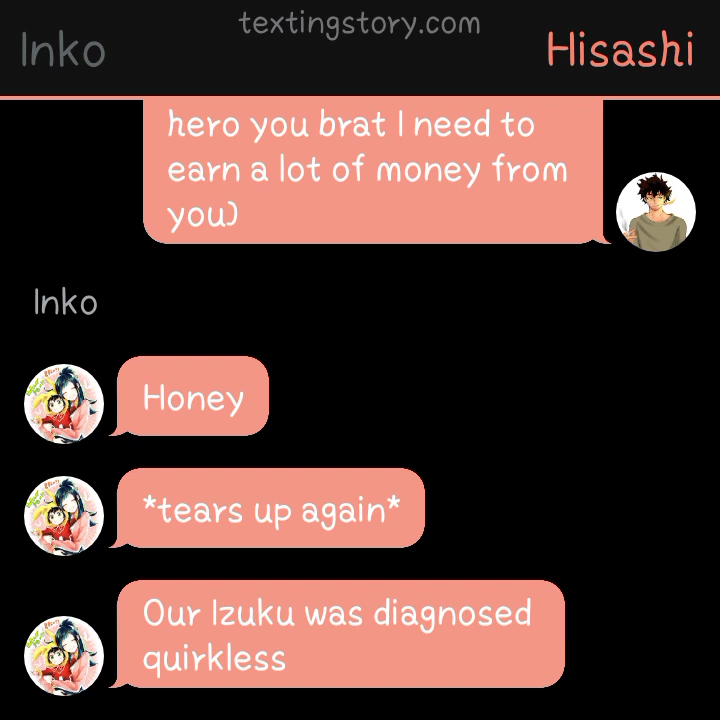 textingstory.com
Inko
Hisashi
hero you brat I need to
earn a lot of money from
you)
Inko
Honey
*tears up again*
Our Izuku was diagnosed
quirkless